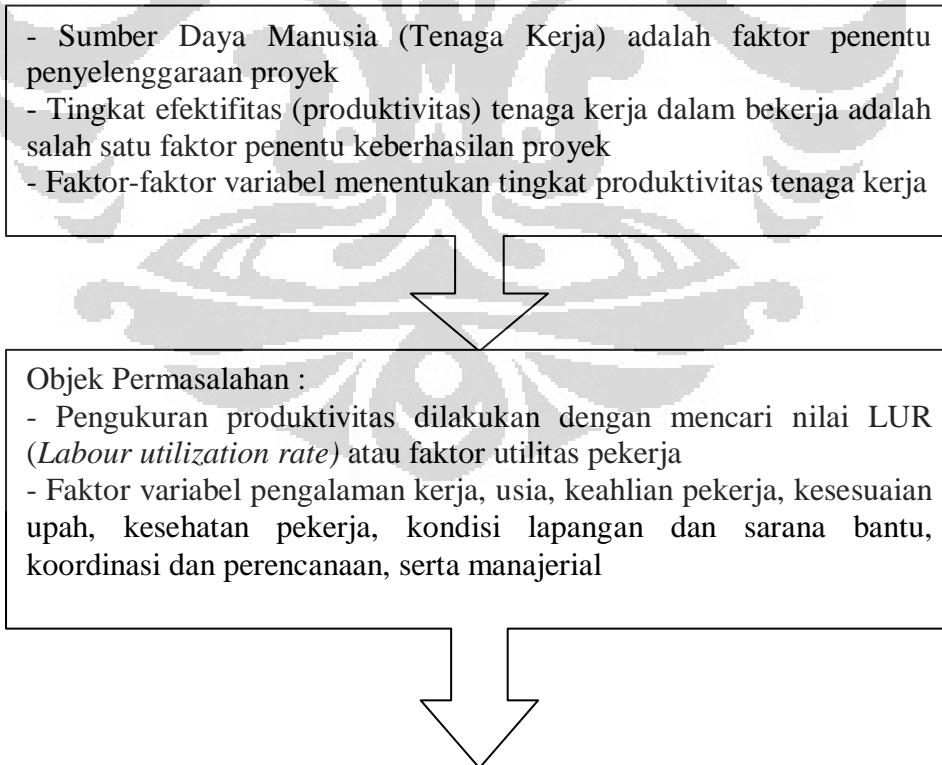 - Sumber Daya Manusia (Tenaga Kerja) adalah faktor penentu
penyelenggaraan proyek
- Tingkat efektifitas (produktivitas) tenaga kerja dalam bekerja adalah
salah satu faktor penentu keberhasilan proyek
- Faktor-faktor variabel menentukan tingkat produktivitas tenaga kerja
Objek Permasalahan :
- Pengukuran produktivitas dilakukan dengan mencari nilai LUR
(Labour utilization rate) atau faktor utilitas pekerja
- Faktor variabel pengalaman kerja, usia, keahlian pekerja, kesesuaian
upah, kesehatan pekerja, kondisi lapangan dan sarana bantu,
koordinasi dan perencanaan, serta manajerial